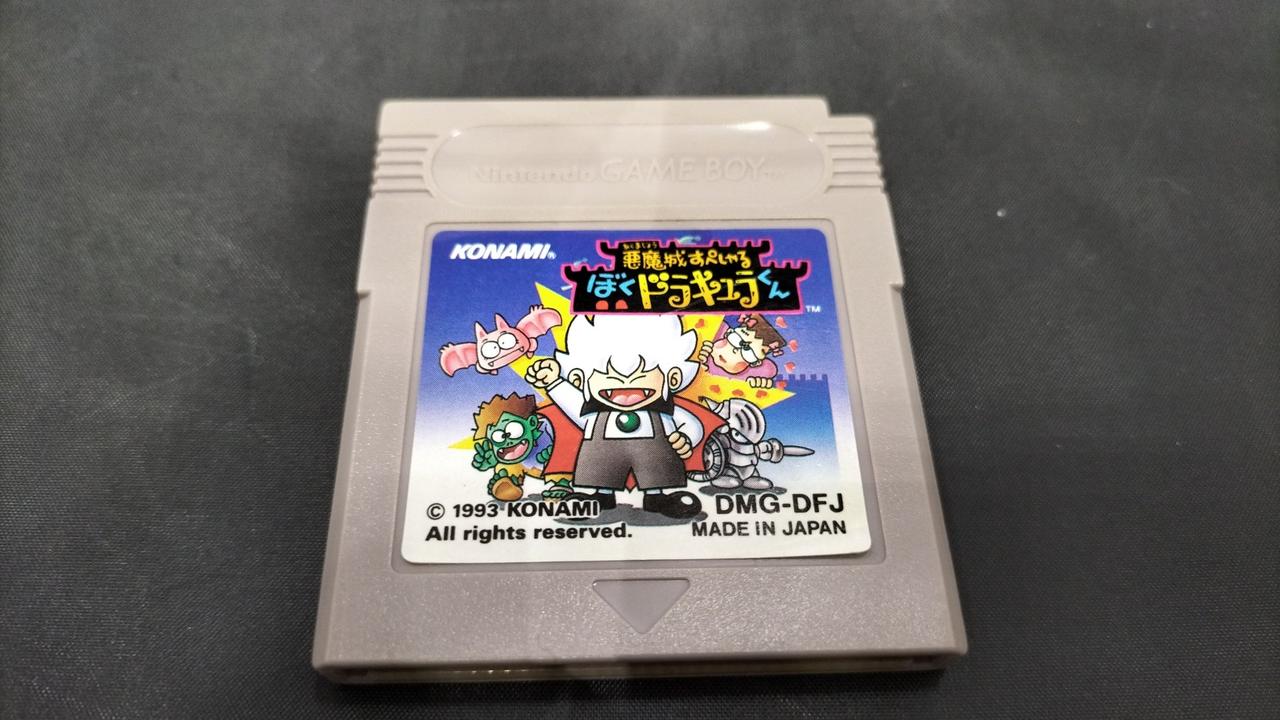 Nintendo GAME BOY TM
KONAMI®
あくまじょう
悪魔城すぺしゃる
ぼくドラキュラくん
TM
© 1993 KONAMI
All rights reserved.
DMG-DFJ
MADE IN JAPAN